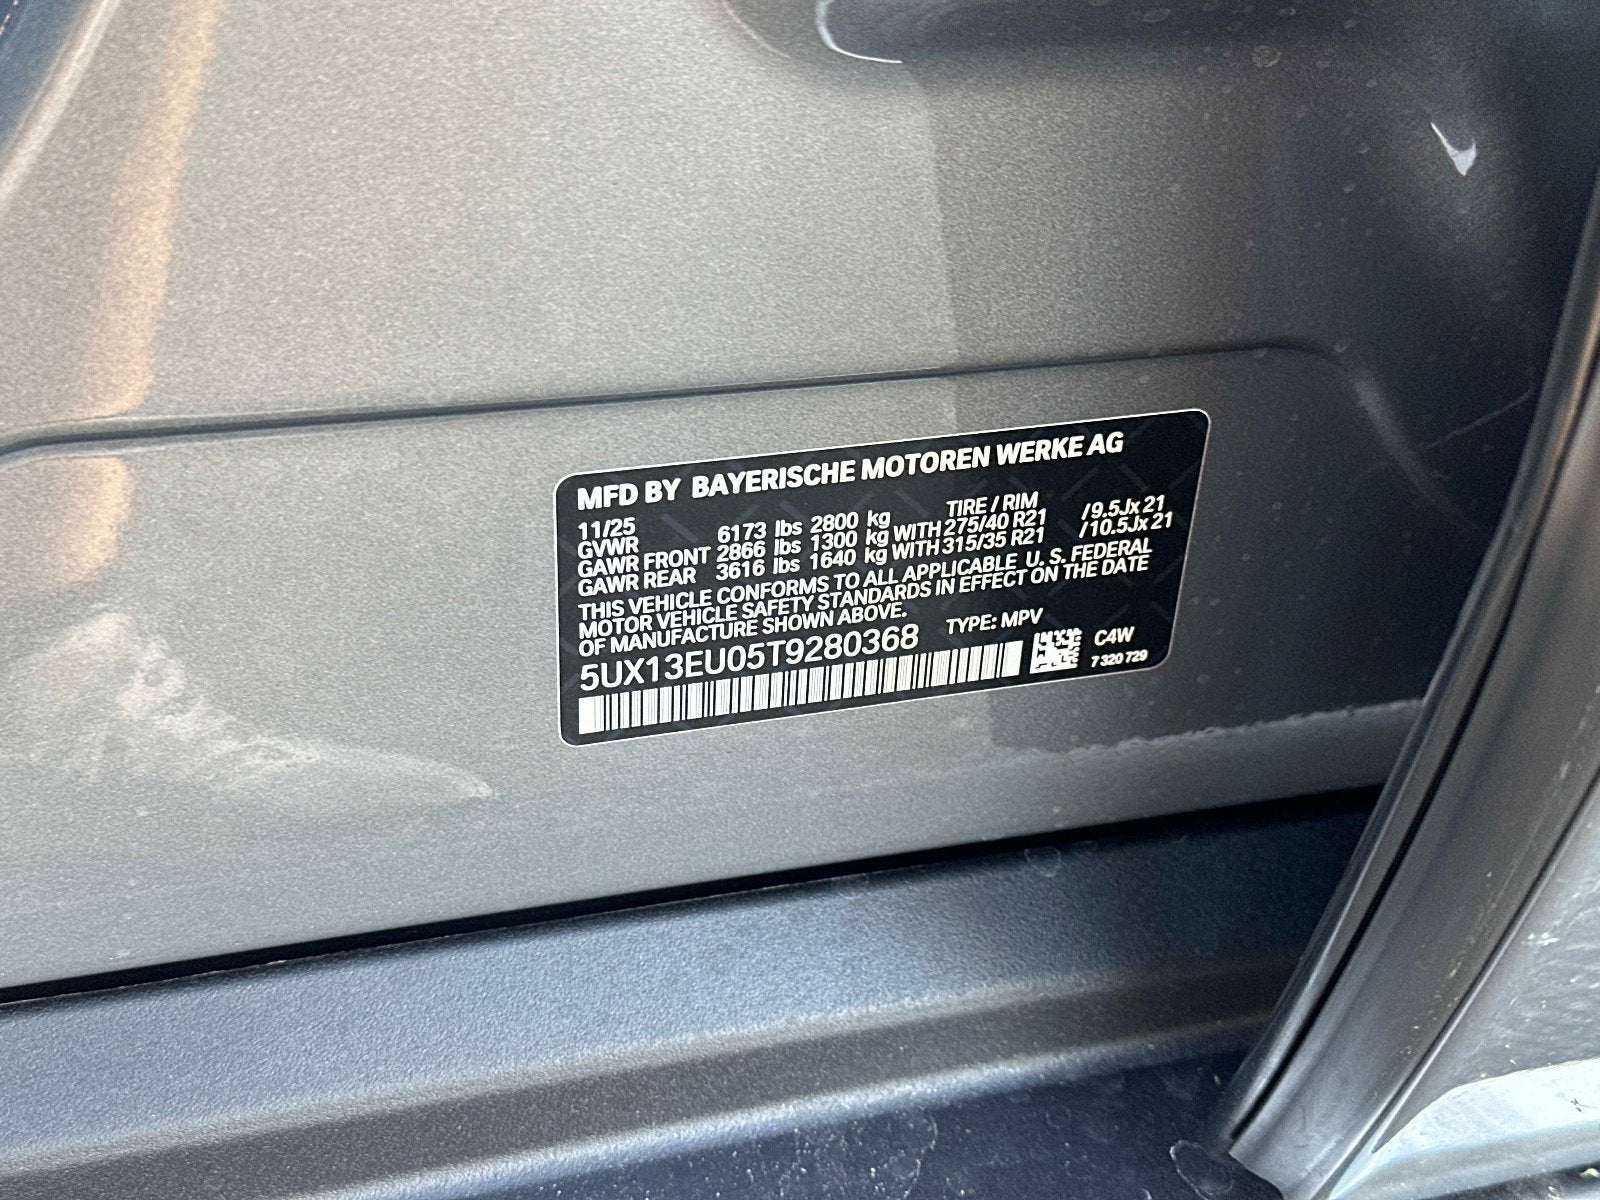 MFD BY BAYERISCHE MOTOREN WERKE AG
11/25 TIRE / RIM
GVWR 6173 lbs 2800 kg
GAWR FRONT 2866 lbs 1300 kg WITH 275/40 R21 /9.5Jx21
GAWR REAR 3616 lbs 1640 kg WITH 315/35 R21 /10.5Jx21
THIS VEHICLE CONFORMS TO ALL APPLICABLE U. S. FEDERAL
MOTOR VEHICLE SAFETY STANDARDS IN EFFECT ON THE DATE
OF MANUFACTURE SHOWN ABOVE.
5UX13EU05T9280368 TYPE: MPV
C4W
7 320 729